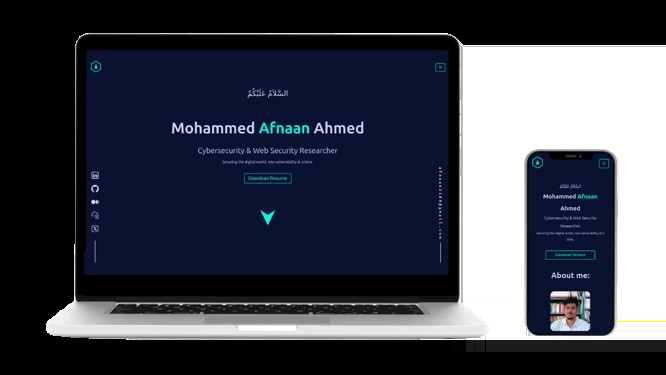 السَّلَامُ عَلَيْكُمْ
Mohammed Afnaan Ahmed
Cybersecurity & Web Security Researcher
Securing the digital world, one vulnerability at a time.
Download Resume
السَّلَامُ عَلَيْكُمْ
Mohammed Afnaan
Ahmed
Cybersecurity & Web Security
Researcher
Securing the digital world, one vulnerability at a
time.
Download Resume
About me: